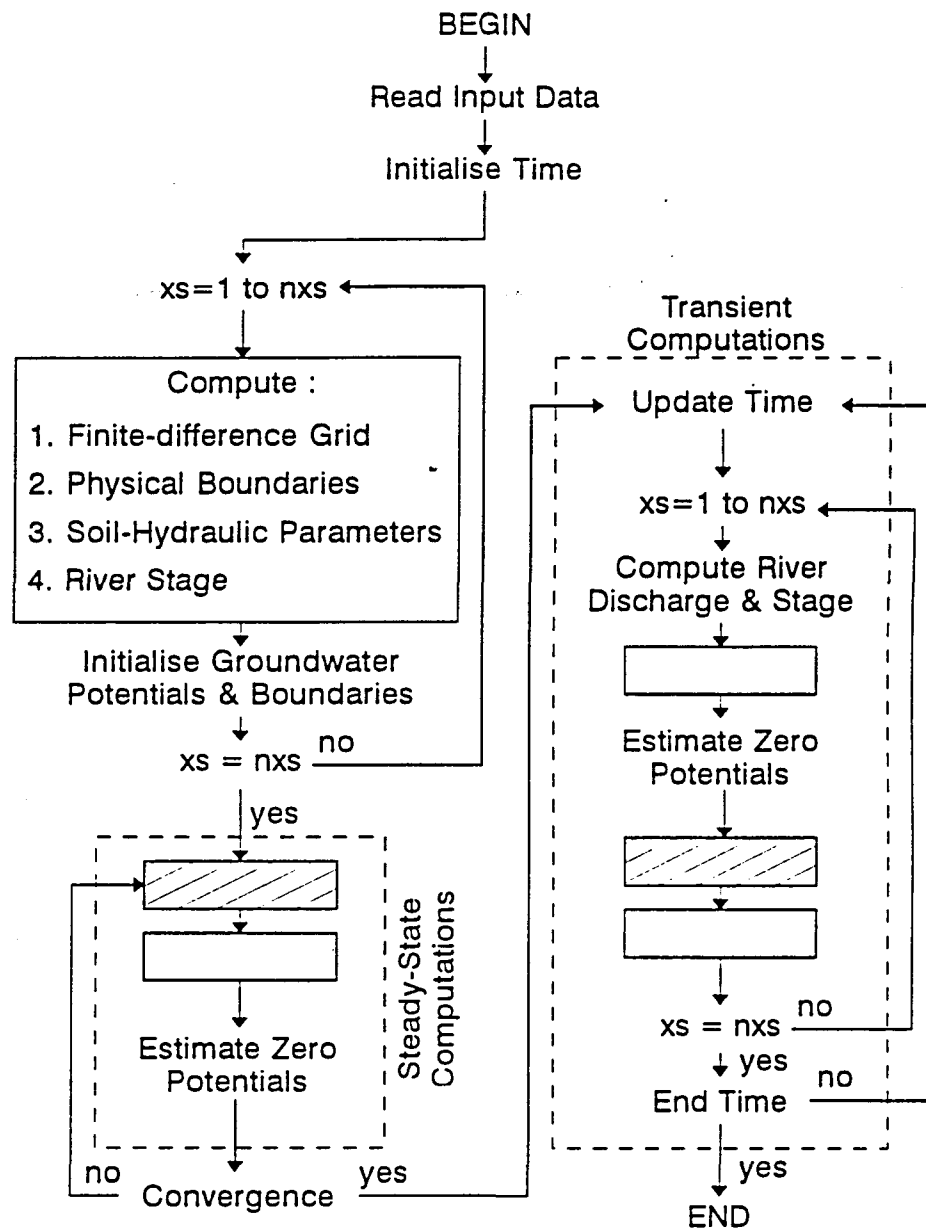 BEGIN
Read Input Data
Initialise Time
xs=1 to nxs
Compute :
1. Finite-difference Grid
2. Physical Boundaries
3. Soil-Hydraulic Parameters
4. River Stage
Initialise Groundwater
Potentials & Boundaries
xs = nxs
no
yes
Steady-State
Computations
Estimate Zero
Potentials
no
Convergence
yes
Transient
Computations
Update Time
xs=1 to nxs
Compute River
Discharge & Stage
Estimate Zero
Potentials
xs = nxs
no
yes
End Time
no
yes
END